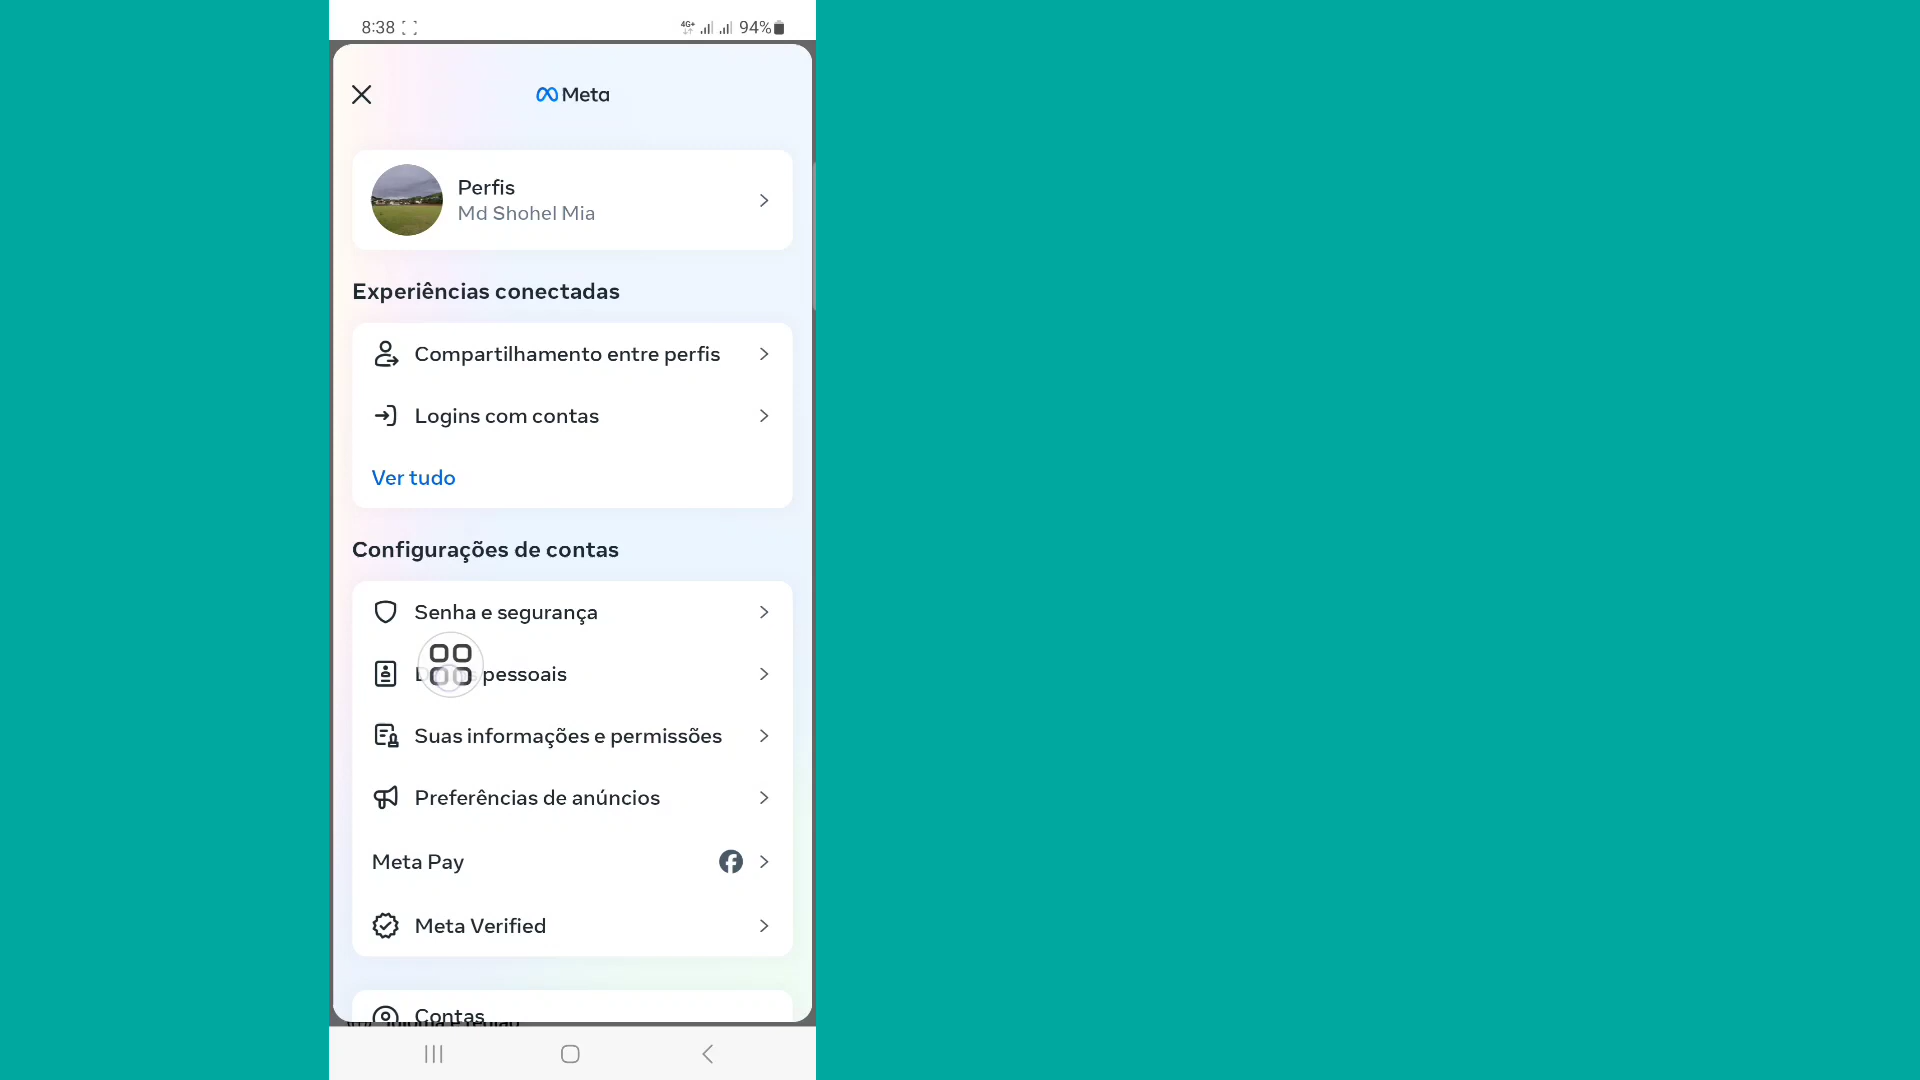 8:38
4G+
94%
Meta
Perfis
Md Shohel Mia
Experiências conectadas
Compartilhamento entre perfis
Logins com contas
Ver tudo
Configurações de contas
Senha e segurança
pessoais
Suas informações e permissões
Preferências de anúncios
Meta Pay
Meta Verified
Contas